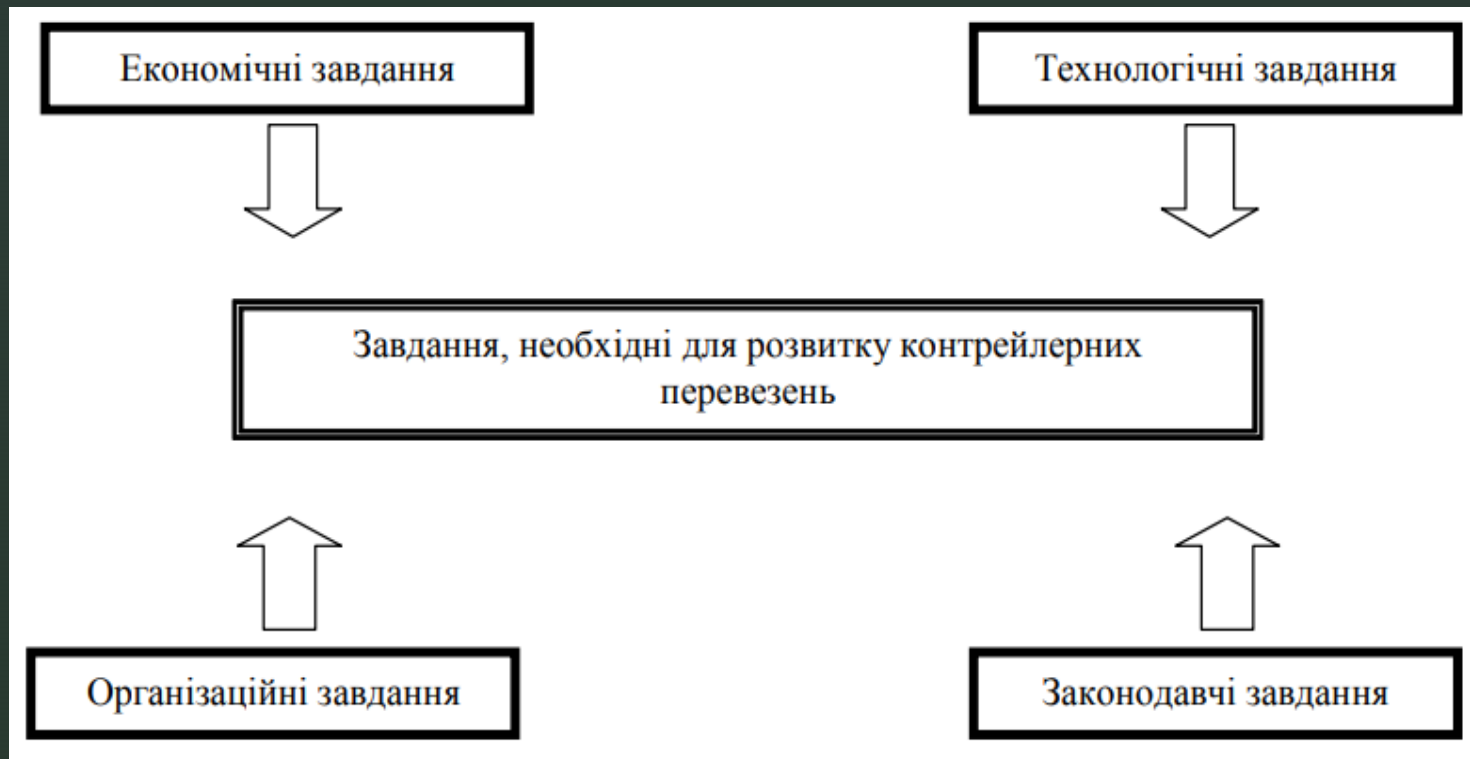 Економічні завдання
Технологічні завдання
Завдання, необхідні для розвитку контрейлерних
перевезень
Організаційні завдання
Законодавчі завдання